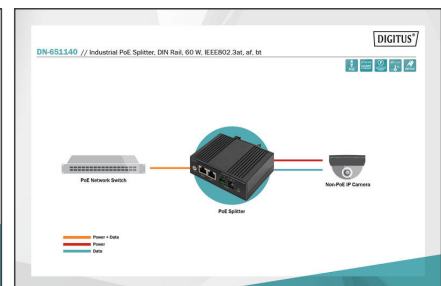 DIGITUS®
DN-651140 // Industrial PoE Splitter, DIN Rail, 60 W, IEEE802.3at, af, bt
PoE Network Switch
PoE Splitter
Non-PoE IP Camera
Power + Data
Power
Data